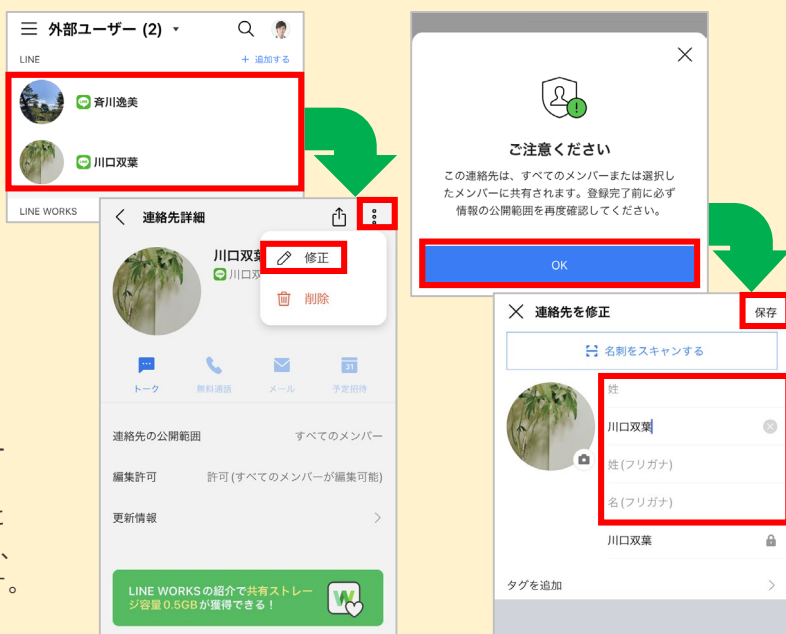 外部ユーザー (2)
LINE
+ 追加する
斉川逸美
川口双葉
LINE WORKS
連絡先詳細
川口双葉
川口双
修正
削除
トーク
無料通話
メール
31
予定招待
連絡先の公開範囲
すべてのメンバー
編集許可
許可(すべてのメンバーが編集可能)
更新情報
LINE WORKSの紹介で共有ストレー
ジ容量0.5GBが獲得できる！
ご注意ください
この連絡先は、すべてのメンバーまたは選択し
たメンバーに共有されます。登録完了前に必ず
情報の公開範囲を再度確認してください。
OK
連絡先を修正
保存
名刺をスキャンする
姓
川口双葉
姓(フリガナ)
名(フリガナ)
川口双葉
タグを追加
ー
と
、
す。